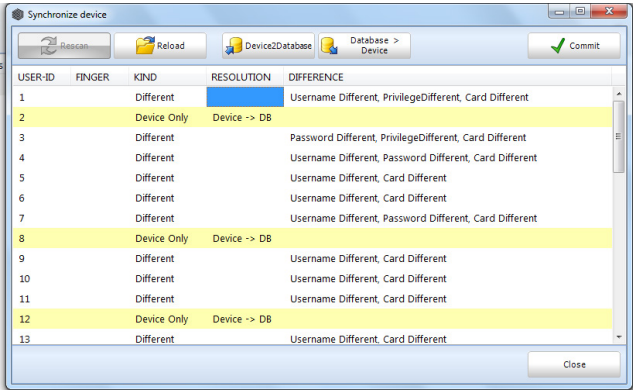 Synchronize device
Rescan Reload Device2Database Database > Device Commit
USER-ID FINGER KIND RESOLUTION DIFFERENCE
1 Different Username Different, PrivilegeDifferent, Card Different
2 Device Only Device -> DB
3 Different Password Different, PrivilegeDifferent, Card Different
4 Different Username Different, Password Different, Card Different
5 Different Username Different, Card Different
6 Different Username Different, Card Different
7 Different Username Different, Password Different, Card Different
8 Device Only Device -> DB
9 Different Username Different, Card Different
10 Different Username Different, Card Different
11 Different Username Different, Card Different
12 Device Only Device -> DB
13 Different Username Different, Card Different
Close